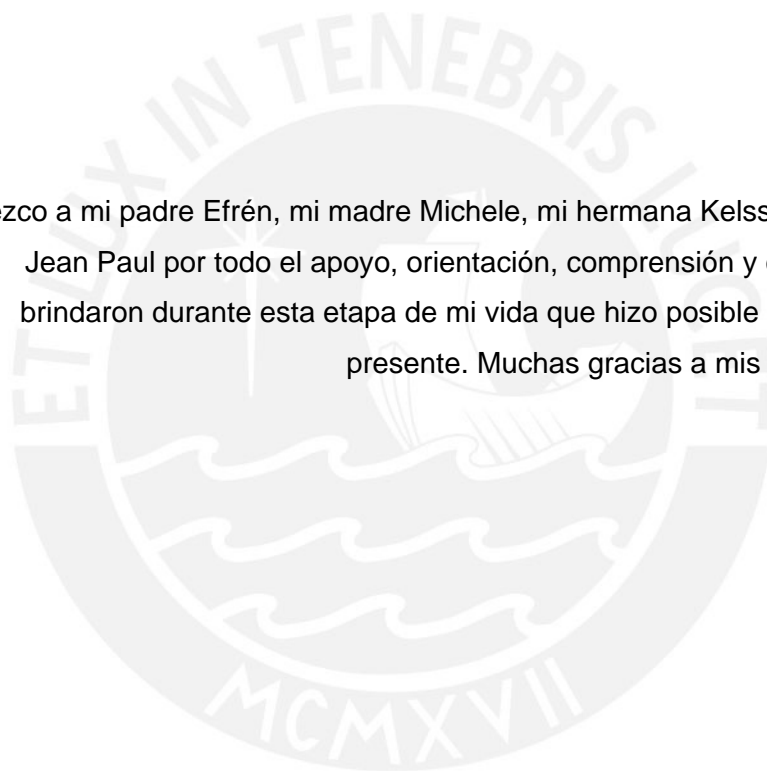 ET LUX IN TENEBRIS LUCET
ezco a mi padre Efrén, mi madre Michele, mi hermana Kelss
Jean Paul por todo el apoyo, orientación, comprensión y
brindaron durante esta etapa de mi vida que hizo posible
presente. Muchas gracias a mis
MCMXVII